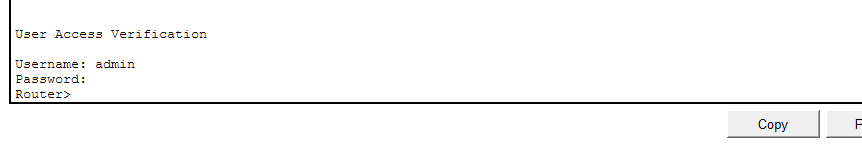 User Access Verification
Username: admin
Password:
Router>
Copy